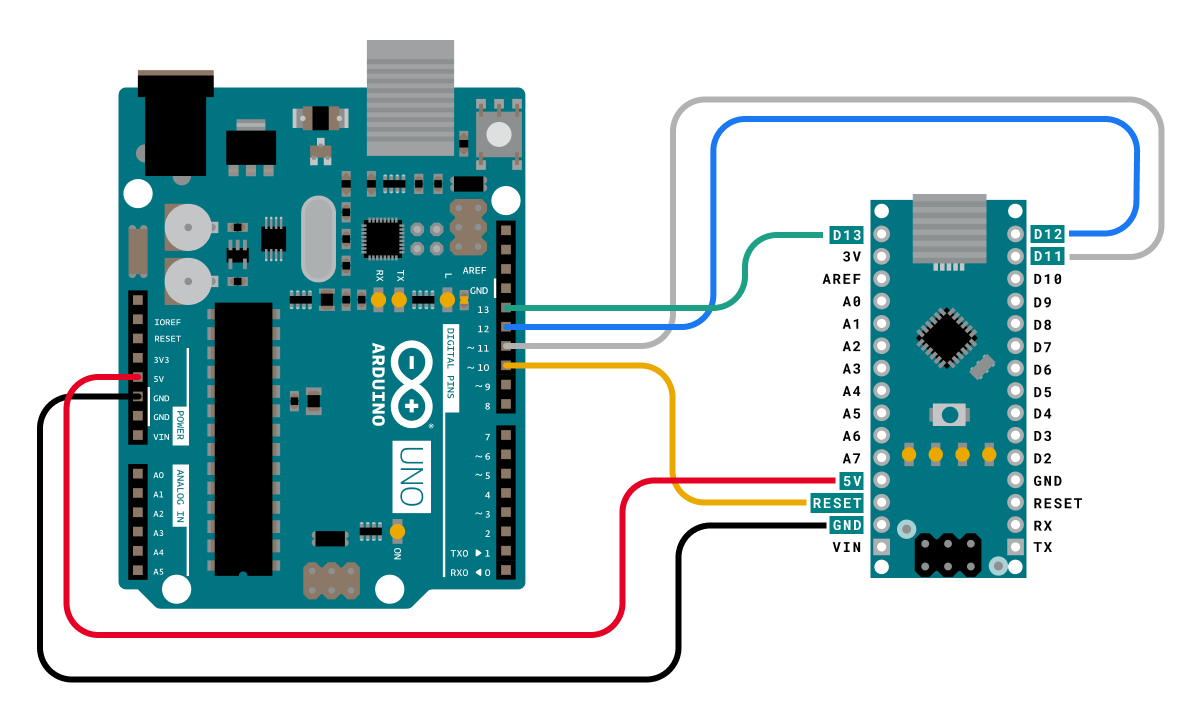 RX
TX
L
AREF
GND
13
12
~ 11
~ 10
~ 9
8
7
~ 6
~ 5
4
~ 3
2
TX0 ▶ 1
RX0 ◀ 0
DIGITAL PINS
IOREF
RESET
3V3
5V
GND
GND
VIN
POWER
A0
A1
A2
A3
A4
A5
ANALOG IN
ARDUINO
®
UNO
ON
D13
3V
AREF
A0
A1
A2
A3
A4
A5
A6
A7
5V
RESET
GND
VIN
D12
D11
D10
D9
D8
D7
D6
D5
D4
D3
D2
GND
RESET
RX
TX